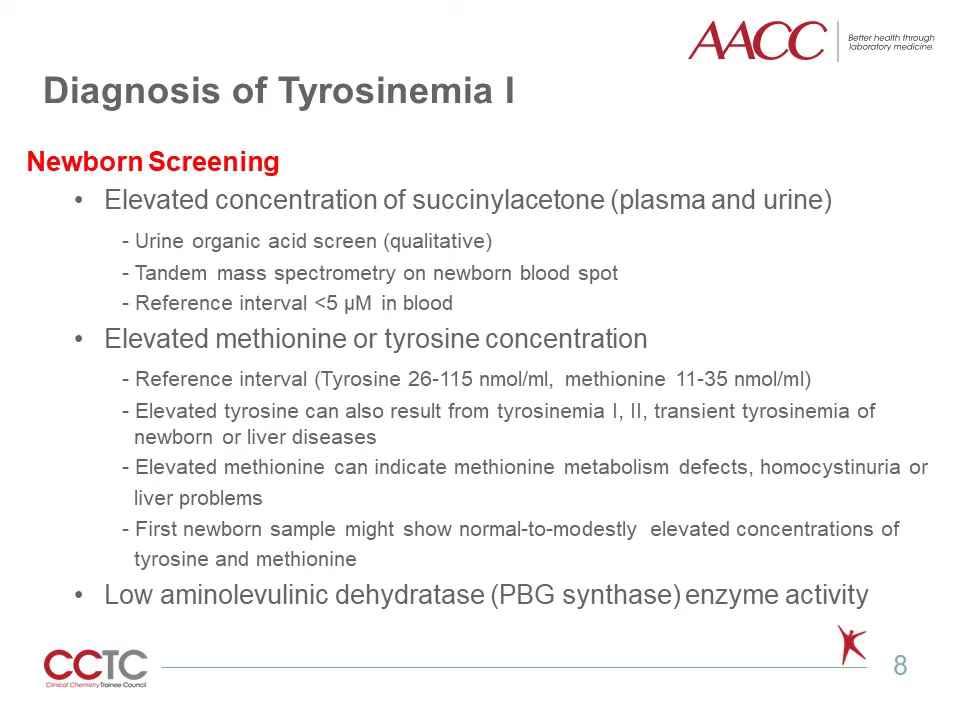 AACC
Better health through
laboratory medicine.
Diagnosis of Tyrosinemia I
Newborn Screening
• Elevated concentration of succinylacetone (plasma and urine)
- Urine organic acid screen (qualitative)
- Tandem mass spectrometry on newborn blood spot
- Reference interval <5 µM in blood
• Elevated methionine or tyrosine concentration
- Reference interval (Tyrosine 26-115 nmol/ml, methionine 11-35 nmol/ml)
- Elevated tyrosine can also result from tyrosinemia I, II, transient tyrosinemia of
newborn or liver diseases
- Elevated methionine can indicate methionine metabolism defects, homocystinuria or
liver problems
- First newborn sample might show normal-to-modestly elevated concentrations of
tyrosine and methionine
• Low aminolevulinic dehydratase (PBG synthase) enzyme activity
CCTC
Clinical Chemistry Trainee Council
8